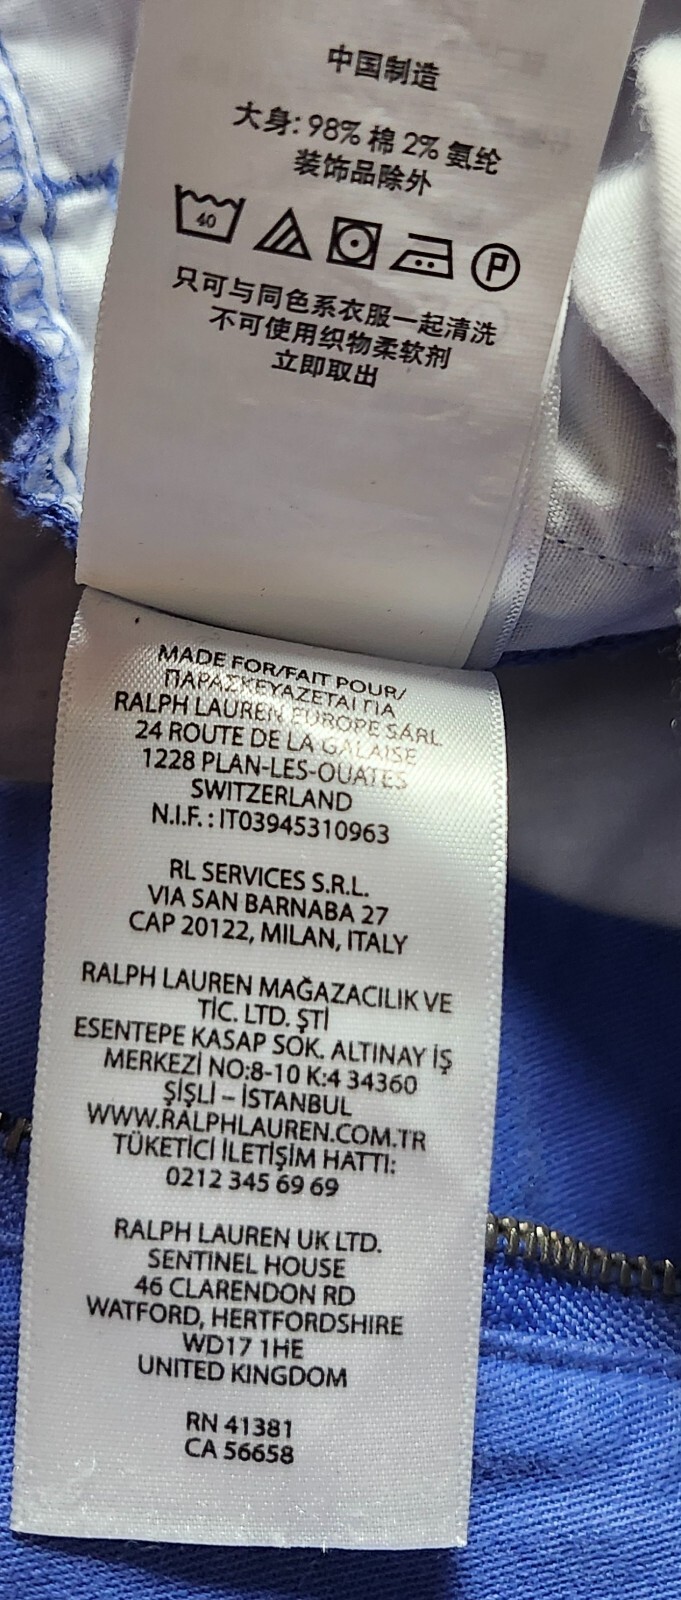 中国制造
大身: 98% 棉 2% 氨纶
装饰品除外
40 P
只可与同色系衣服一起清洗
不可使用织物柔软剂
立即取出
MADE FOR/FAIT POUR/
ΠΑΡΑΣΚΕΥΑΖΕΤΑΙ ΓΙΑ
RALPH LAUREN EUROPE SÁRL
24 ROUTE DE LA GALAISE
1228 PLAN-LES-OUATES
SWITZERLAND
N.I.F. : IT03945310963
RL SERVICES S.R.L.
VIA SAN BARNABA 27
CAP 20122, MILAN, ITALY
RALPH LAUREN MAĞAZACILIK VE
TİC. LTD. ŞTİ
ESENTEPE KASAP SOK. ALTINAY İŞ
MERKEZİ NO:8-10 K:4 34360
ŞİŞLİ – İSTANBUL
WWW.RALPHLAUREN.COM.TR
TÜKETİCİ İLETİŞİM HATTI:
0212 345 69 69
RALPH LAUREN UK LTD.
SENTINEL HOUSE
46 CLARENDON RD
WATFORD, HERTFORDSHIRE
WD17 1HE
UNITED KINGDOM
RN 41381
CA 56658